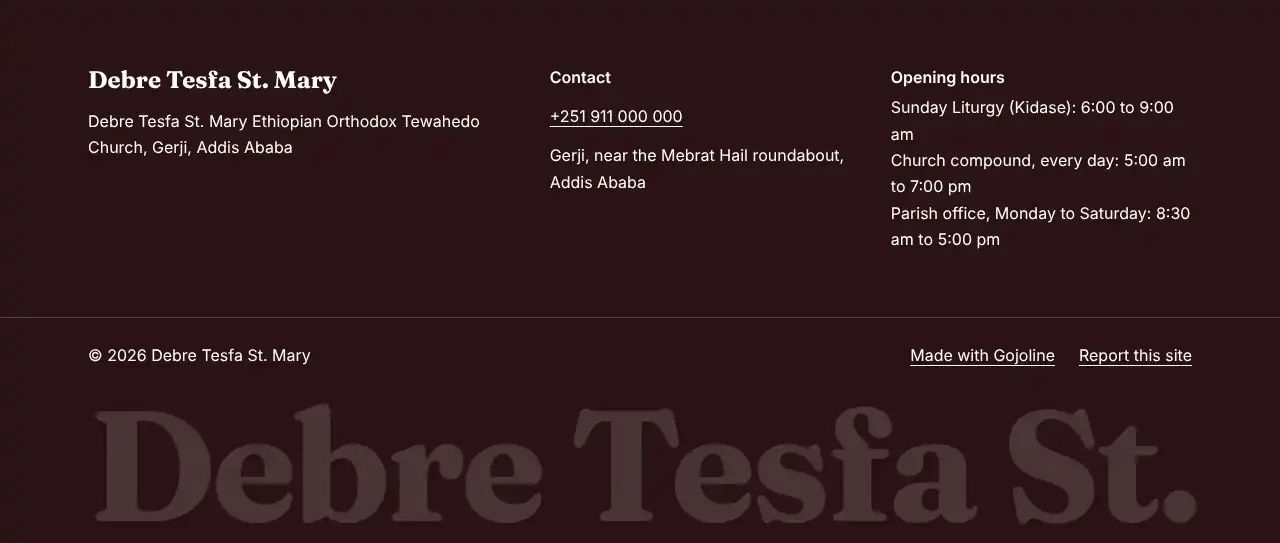 Debre Tesfa St. Mary
Debre Tesfa St. Mary Ethiopian Orthodox Tewahedo
Church, Gerji, Addis Ababa
Contact
+251 911 000 000
Gerji, near the Mebrat Hail roundabout,
Addis Ababa
Opening hours
Sunday Liturgy (Kidase): 6:00 to 9:00
am
Church compound, every day: 5:00 am
to 7:00 pm
Parish office, Monday to Saturday: 8:30
am to 5:00 pm
© 2026 Debre Tesfa St. Mary
Made with Gojoline
Report this site
Debre Tesfa St.